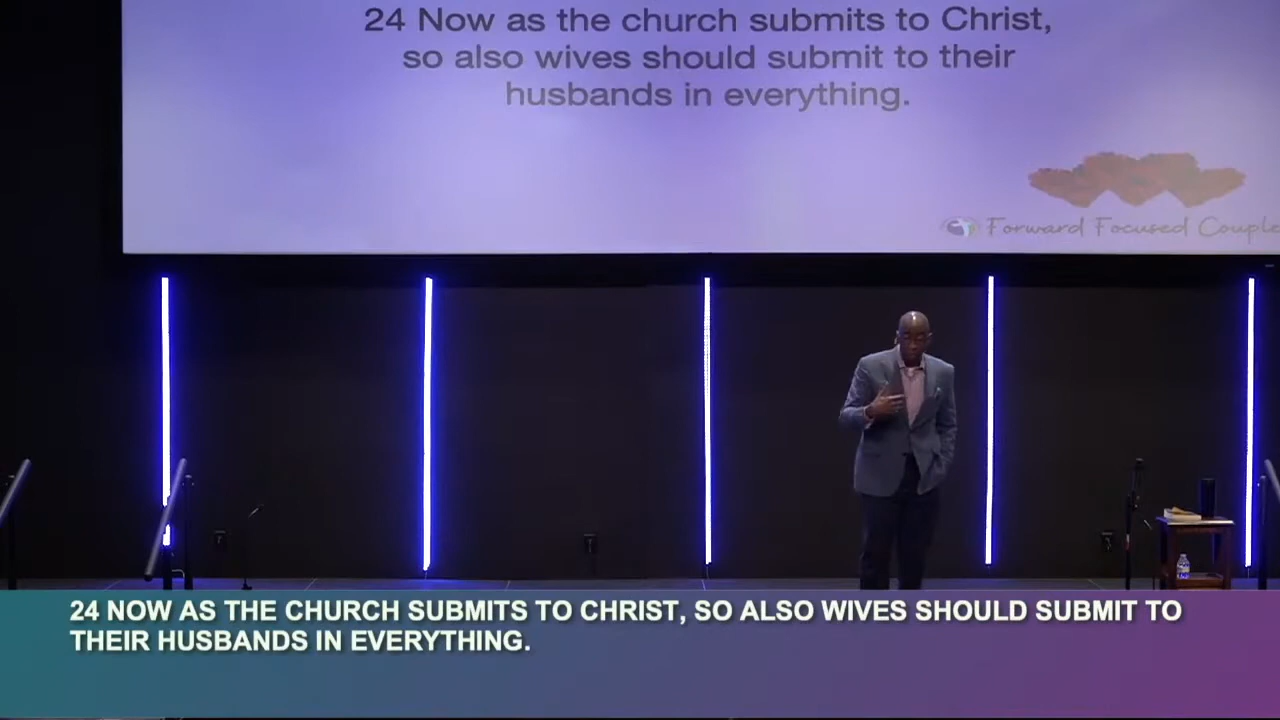 24 Now as the church submits to Christ,
so also wives should submit to their
husbands in everything.
Forward Focused Couple
24 NOW AS THE CHURCH SUBMITS TO CHRIST, SO ALSO WIVES SHOULD SUBMIT TO
THEIR HUSBANDS IN EVERYTHING.